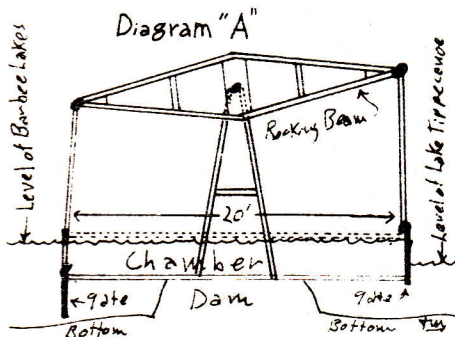 Diagram "A"
Level of Barbee Lakes
Rocking Beam
Level of Lake Tippecanoe
20'
Chamber
gate
Dam
gate
Bottom
Bottom